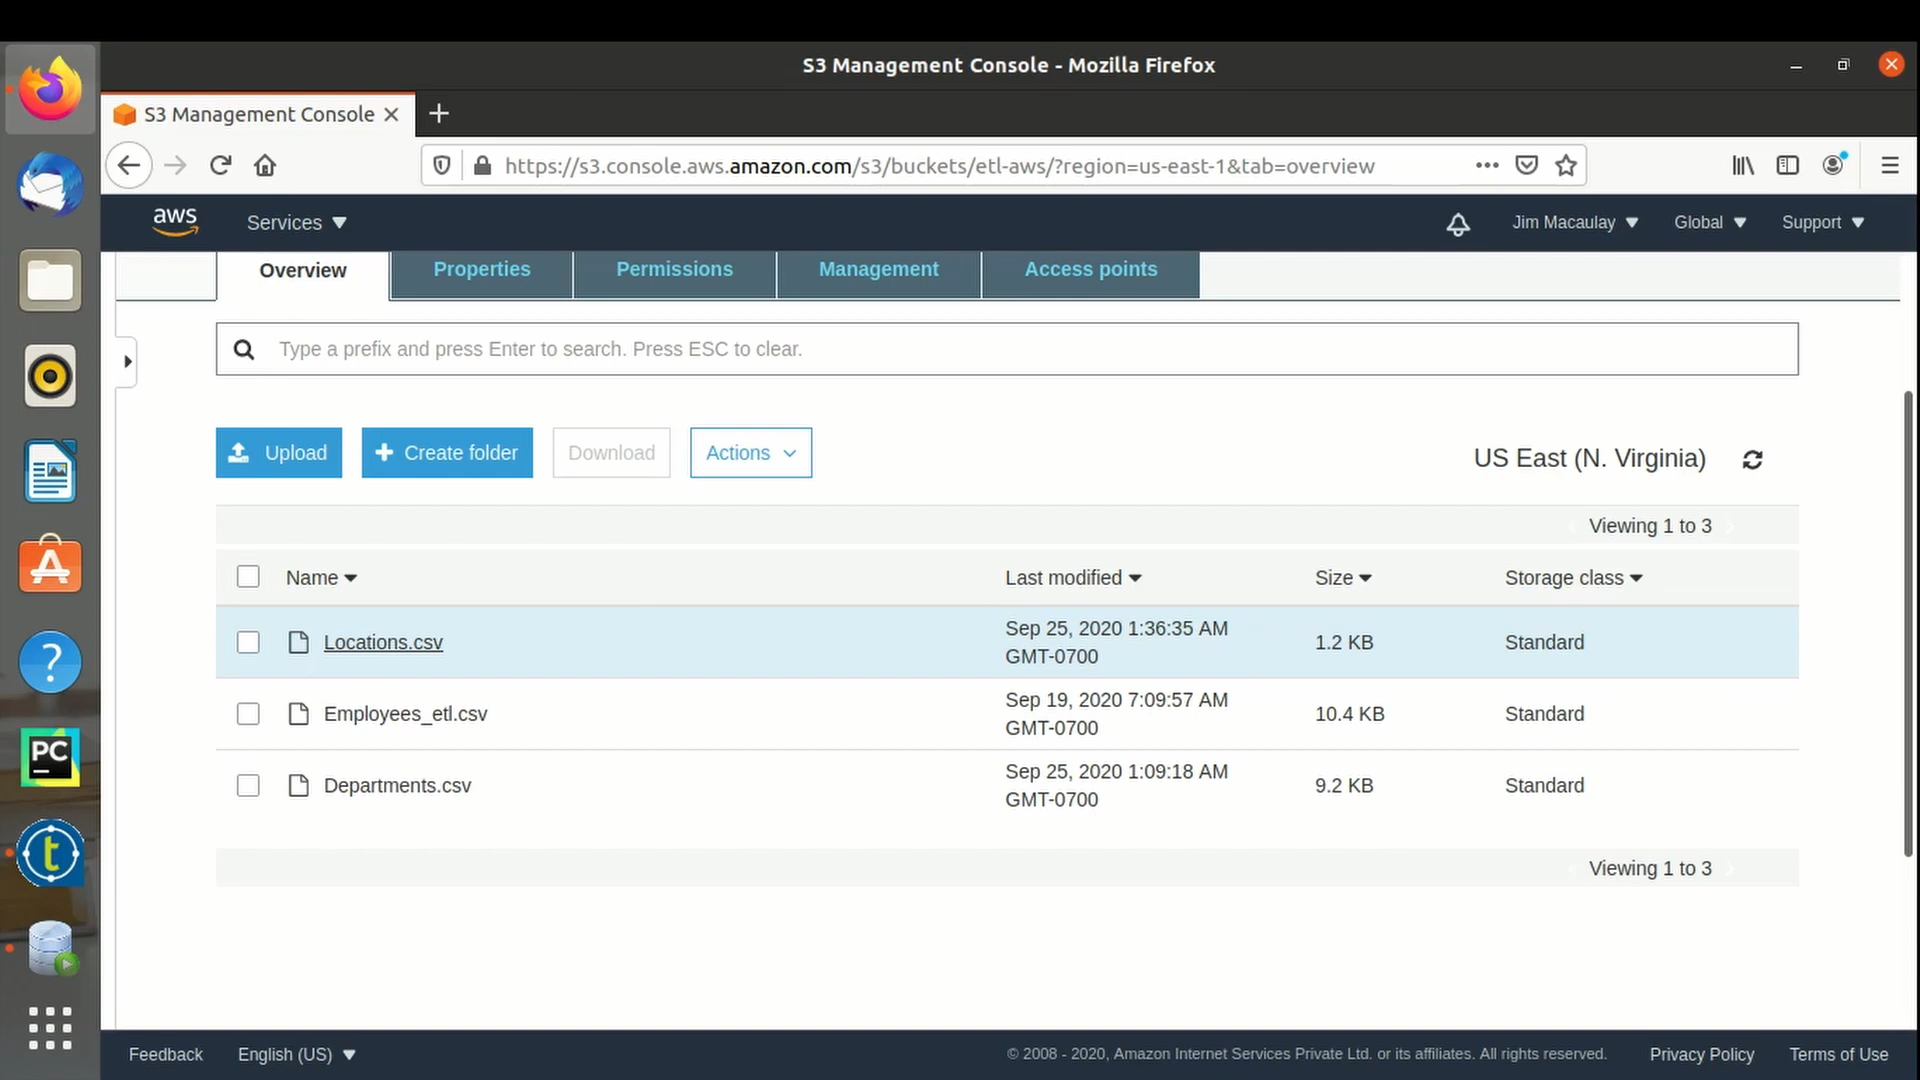 S3 Management Console - Mozilla Firefox
S3 Management Console
https://s3.console.aws.amazon.com/s3/buckets/etl-aws/?region=us-east-1&tab=overview
aws Services Jim Macaulay Global Support
Overview Properties Permissions Management Access points
Type a prefix and press Enter to search. Press ESC to clear.
Upload Create folder Download Actions US East (N. Virginia)
Viewing 1 to 3
Name Last modified Size Storage class
Locations.csv Sep 25, 2020 1:36:35 AM GMT-0700 1.2 KB Standard
Employees_etl.csv Sep 19, 2020 7:09:57 AM GMT-0700 10.4 KB Standard
Departments.csv Sep 25, 2020 1:09:18 AM GMT-0700 9.2 KB Standard
Viewing 1 to 3
PC
t
Feedback English (US) © 2008 - 2020, Amazon Internet Services Private Ltd. or its affiliates. All rights reserved. Privacy Policy Terms of Use